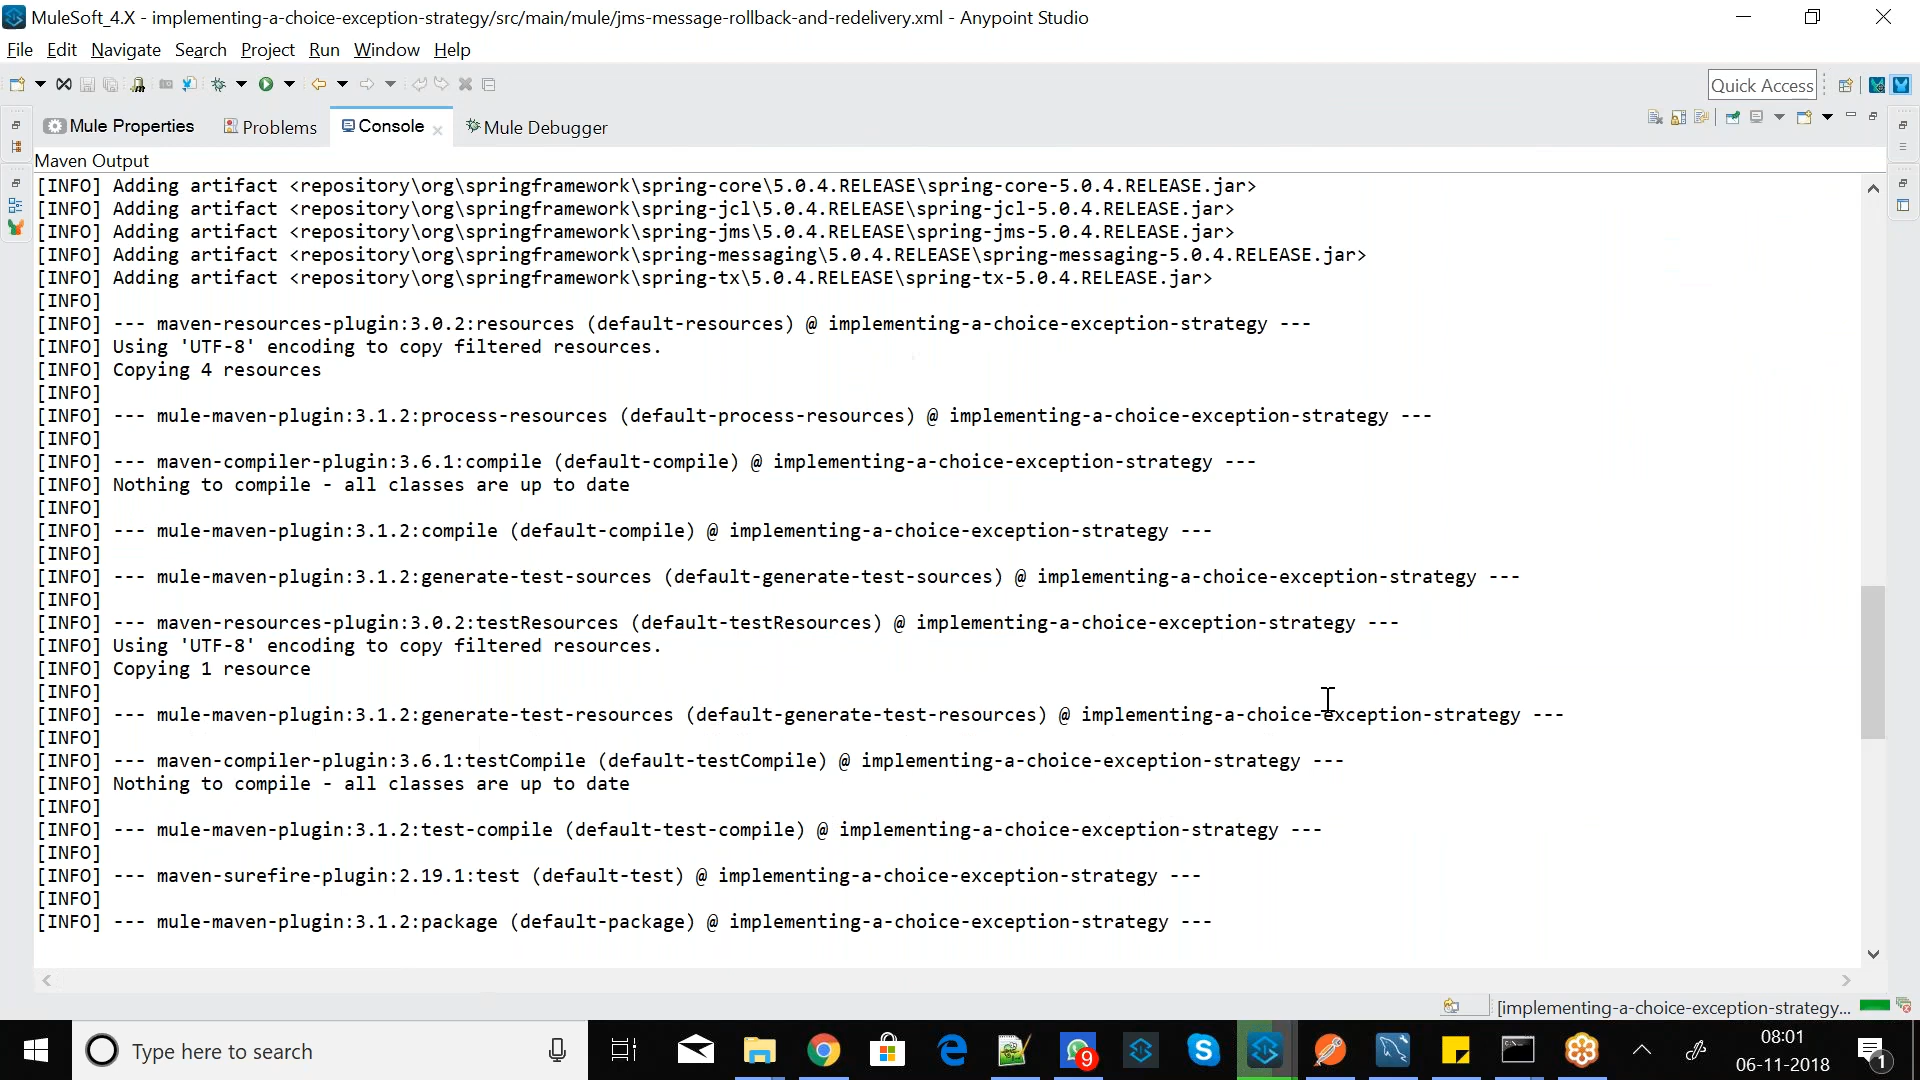 MuleSoft_4.X - implementing-a-choice-exception-strategy/src/main/mule/jms-message-rollback-and-redelivery.xml - Anypoint Studio
File Edit Navigate Search Project Run Window Help
Quick Access
Mule Properties Problems Console Mule Debugger
Maven Output
[INFO] Adding artifact <repository\org\springframework\spring-core\5.0.4.RELEASE\spring-core-5.0.4.RELEASE.jar>
[INFO] Adding artifact <repository\org\springframework\spring-jcl\5.0.4.RELEASE\spring-jcl-5.0.4.RELEASE.jar>
[INFO] Adding artifact <repository\org\springframework\spring-jms\5.0.4.RELEASE\spring-jms-5.0.4.RELEASE.jar>
[INFO] Adding artifact <repository\org\springframework\spring-messaging\5.0.4.RELEASE\spring-messaging-5.0.4.RELEASE.jar>
[INFO] Adding artifact <repository\org\springframework\spring-tx\5.0.4.RELEASE\spring-tx-5.0.4.RELEASE.jar>
[INFO]
[INFO] --- maven-resources-plugin:3.0.2:resources (default-resources) @ implementing-a-choice-exception-strategy ---
[INFO] Using 'UTF-8' encoding to copy filtered resources.
[INFO] Copying 4 resources
[INFO]
[INFO] --- mule-maven-plugin:3.1.2:process-resources (default-process-resources) @ implementing-a-choice-exception-strategy ---
[INFO]
[INFO] --- maven-compiler-plugin:3.6.1:compile (default-compile) @ implementing-a-choice-exception-strategy ---
[INFO] Nothing to compile - all classes are up to date
[INFO]
[INFO] --- mule-maven-plugin:3.1.2:compile (default-compile) @ implementing-a-choice-exception-strategy ---
[INFO]
[INFO] --- mule-maven-plugin:3.1.2:generate-test-sources (default-generate-test-sources) @ implementing-a-choice-exception-strategy ---
[INFO]
[INFO] --- maven-resources-plugin:3.0.2:testResources (default-testResources) @ implementing-a-choice-exception-strategy ---
[INFO] Using 'UTF-8' encoding to copy filtered resources.
[INFO] Copying 1 resource
[INFO]
[INFO] --- mule-maven-plugin:3.1.2:generate-test-resources (default-generate-test-resources) @ implementing-a-choice-exception-strategy ---
[INFO]
[INFO] --- maven-compiler-plugin:3.6.1:testCompile (default-testCompile) @ implementing-a-choice-exception-strategy ---
[INFO] Nothing to compile - all classes are up to date
[INFO]
[INFO] --- mule-maven-plugin:3.1.2:test-compile (default-test-compile) @ implementing-a-choice-exception-strategy ---
[INFO]
[INFO] --- maven-surefire-plugin:2.19.1:test (default-test) @ implementing-a-choice-exception-strategy ---
[INFO]
[INFO] --- mule-maven-plugin:3.1.2:package (default-package) @ implementing-a-choice-exception-strategy ---
[implementing-a-choice-exception-strategy...
Type here to search
9
08:01
06-11-2018
1